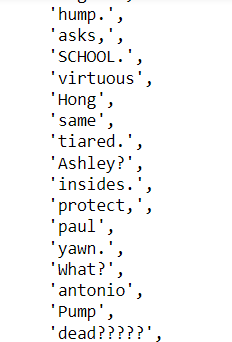 'hump.',
'asks,',
'SCHOOL.',
'virtuous',
'Hong',
'same',
'tiared.',
'Ashley?',
'insides.',
'protect,',
'paul',
'yawn.',
'What?',
'antonio',
'Pump',
'dead?????',